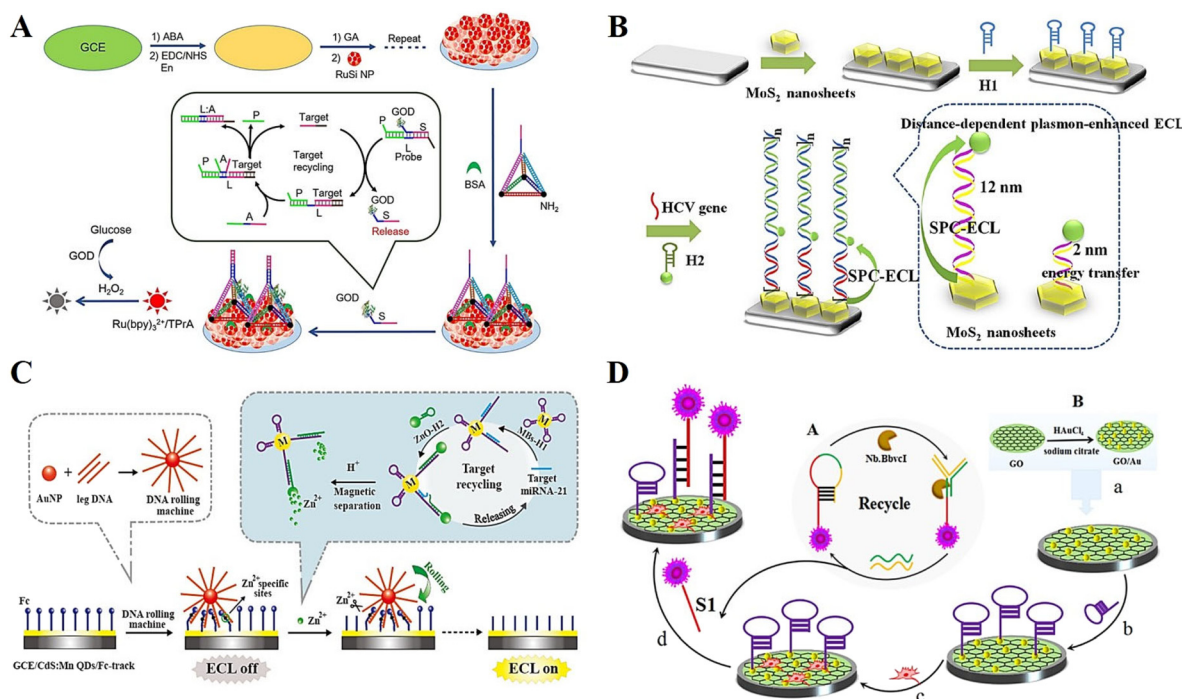 A
GCE
1) ABA
2) EDC/NHS
En
1) GA
2)
RuSi NP
Repeat
L:A
P
Target
P
GOD
S
L
Probe
Target
recycling
P
A
Target
L
P
Target
L
A
GOD
S
Release
BSA
NH2
Glucose
GOD
H2O2
Ru(bpy)32+/TPrA
GOD
S
B
MoS2 nanosheets
H1
HCV gene
H2
n
n
n
SPC-ECL
Distance-dependent plasmon-enhanced ECL
12 nm
SPC-ECL
2 nm
energy transfer
MoS2 nanosheets
C
AuNP
+
leg DNA
DNA rolling
machine
ZnO-H2
M
MBs-H1
M
M
Target
recycling
Target
miRNA-21
Releasing
M
H+
Magnetic
separation
Zn2+
Fc
DNA rolling
machine
Zn2+ specific
sites
Zn2+
Zn2+
Rolling
GCE/CdS:Mn QDs/Fc-track
ECL off
ECL on
D
A
Nb.BbvcI
Recycle
B
GO
HAuCl4
sodium citrate
GO/Au
a
b
c
d
S1